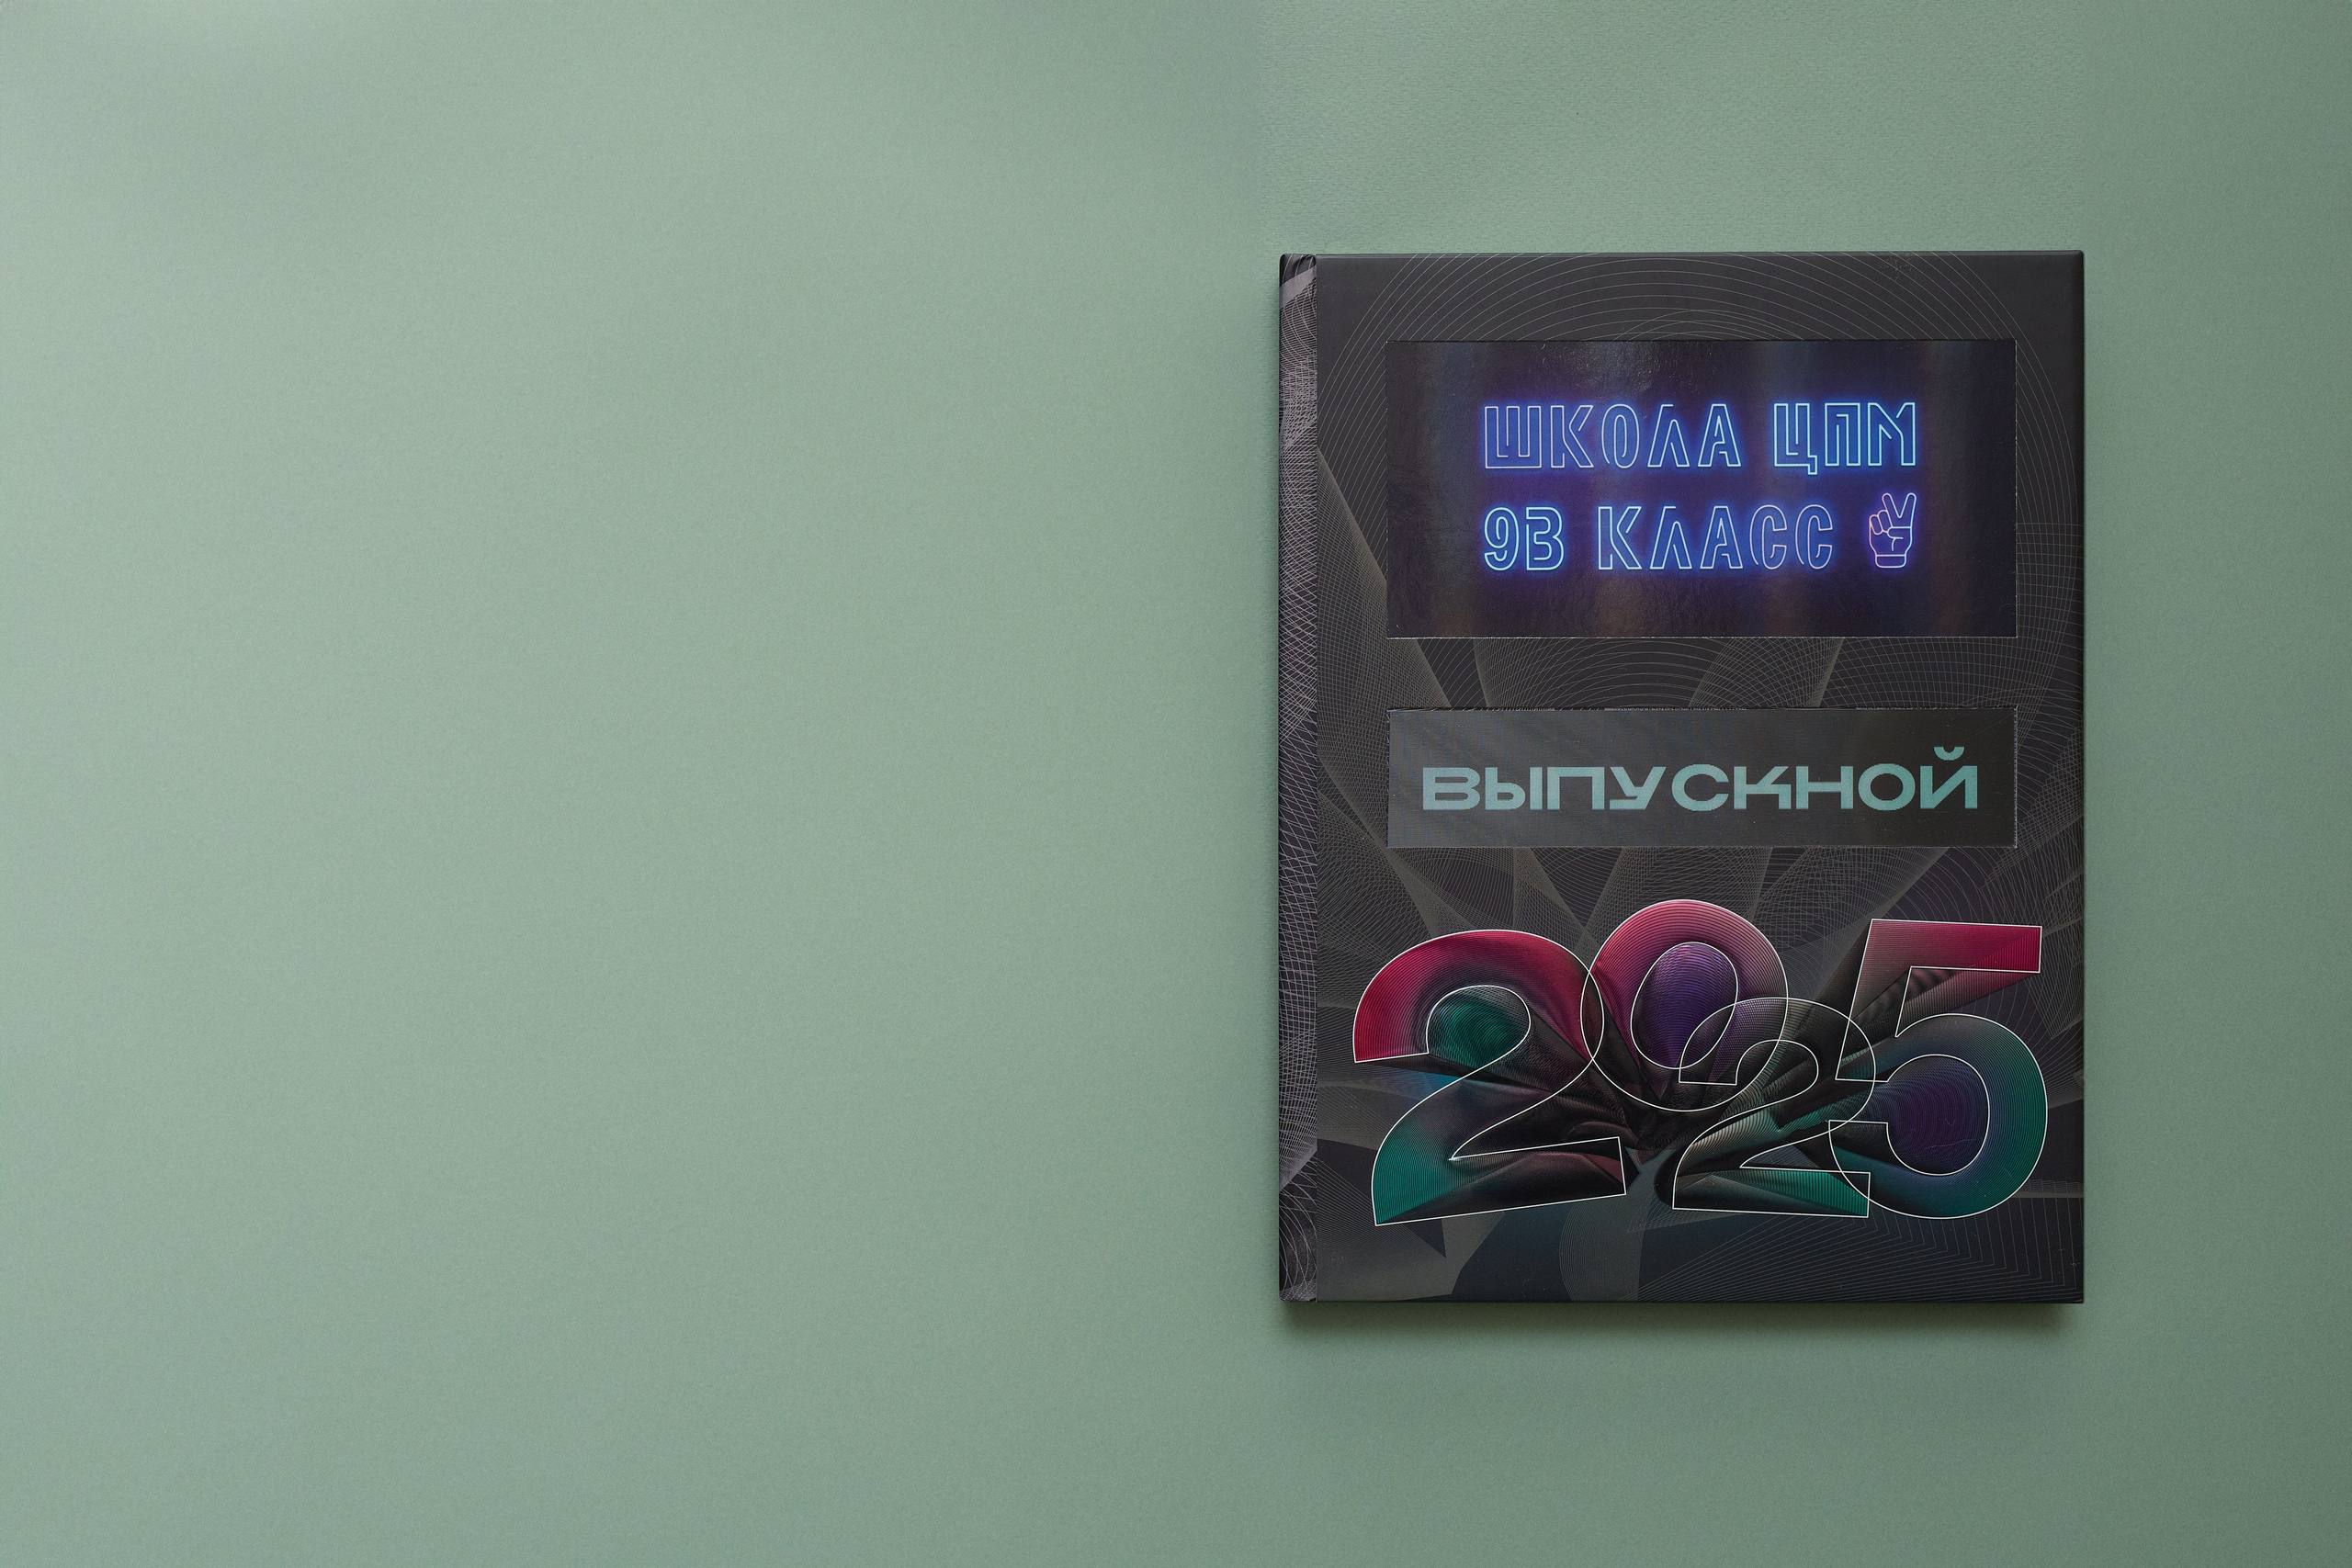 ШКОЛА ЦПМ
9В КЛАСС ✌
ВЫПУСКНОЙ
2025